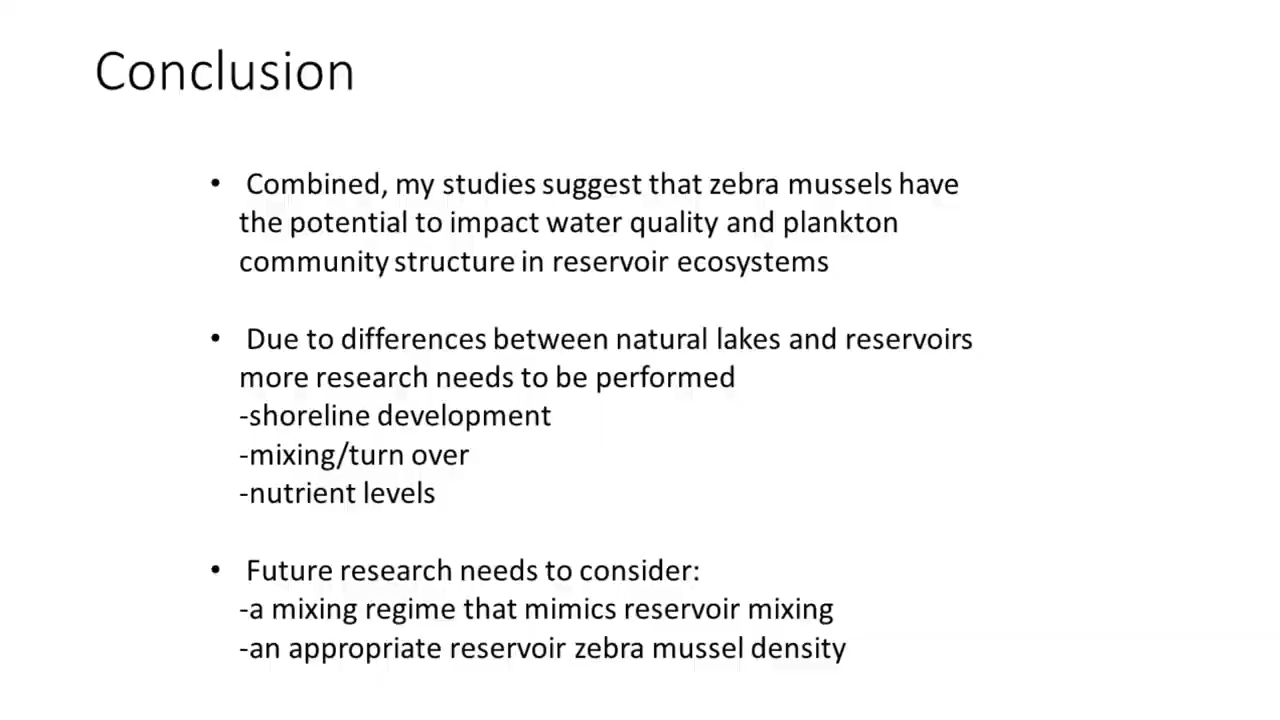 Conclusion
• Combined, my studies suggest that zebra mussels have
the potential to impact water quality and plankton
community structure in reservoir ecosystems
• Due to differences between natural lakes and reservoirs
more research needs to be performed
-shoreline development
-mixing/turn over
-nutrient levels
• Future research needs to consider:
-a mixing regime that mimics reservoir mixing
-an appropriate reservoir zebra mussel density